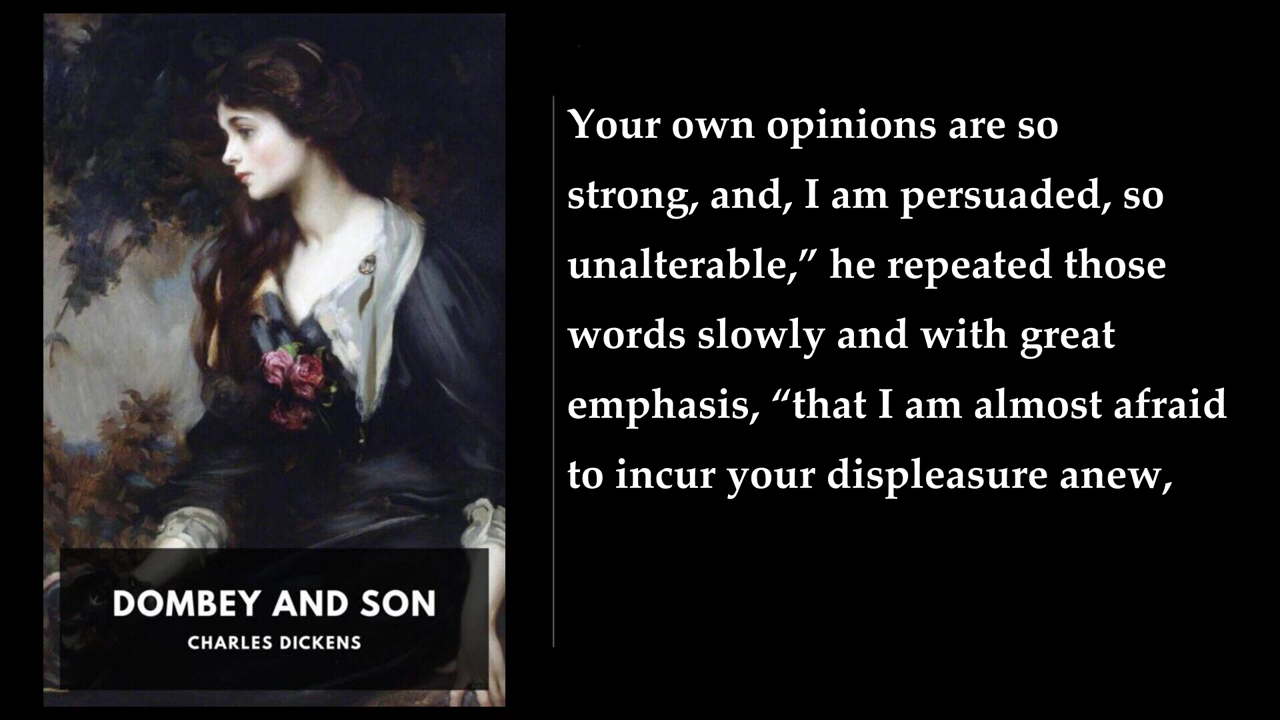 Your own opinions are so
strong, and, I am persuaded, so
unalterable,” he repeated those
words slowly and with great
emphasis, “that I am almost afraid
to incur your displeasure anew,
DOMBEY AND SON
CHARLES DICKENS